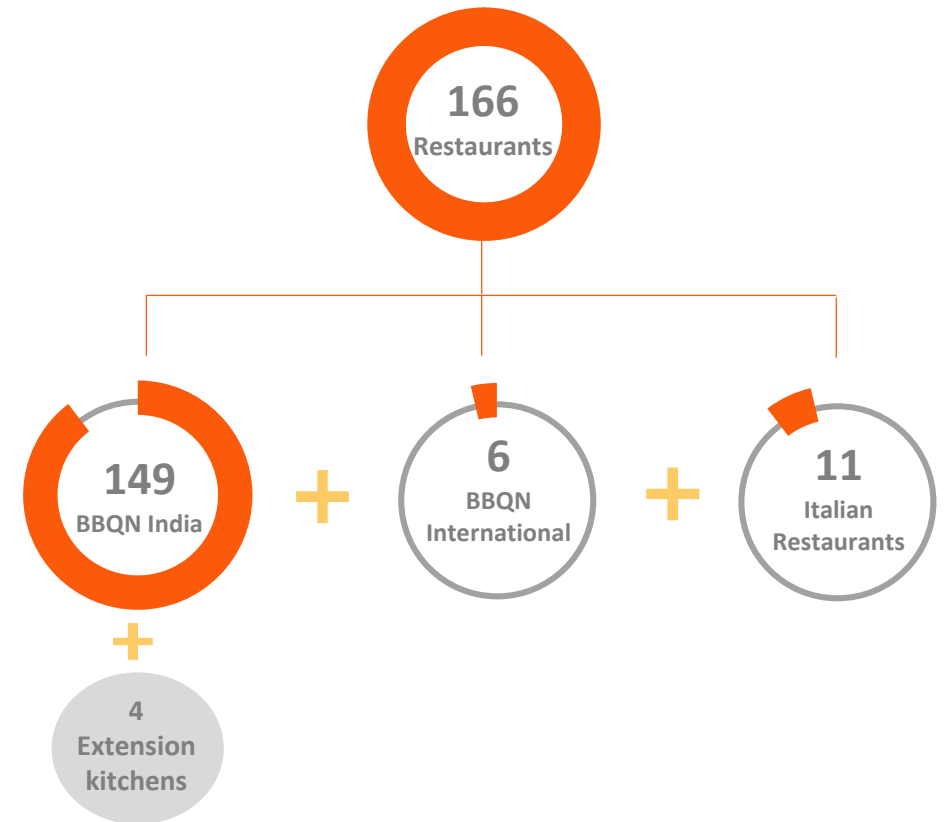 166
Restaurants
149
BBQN India
6
BBQN
International
11
Italian
Restaurants
4
Extension
kitchens